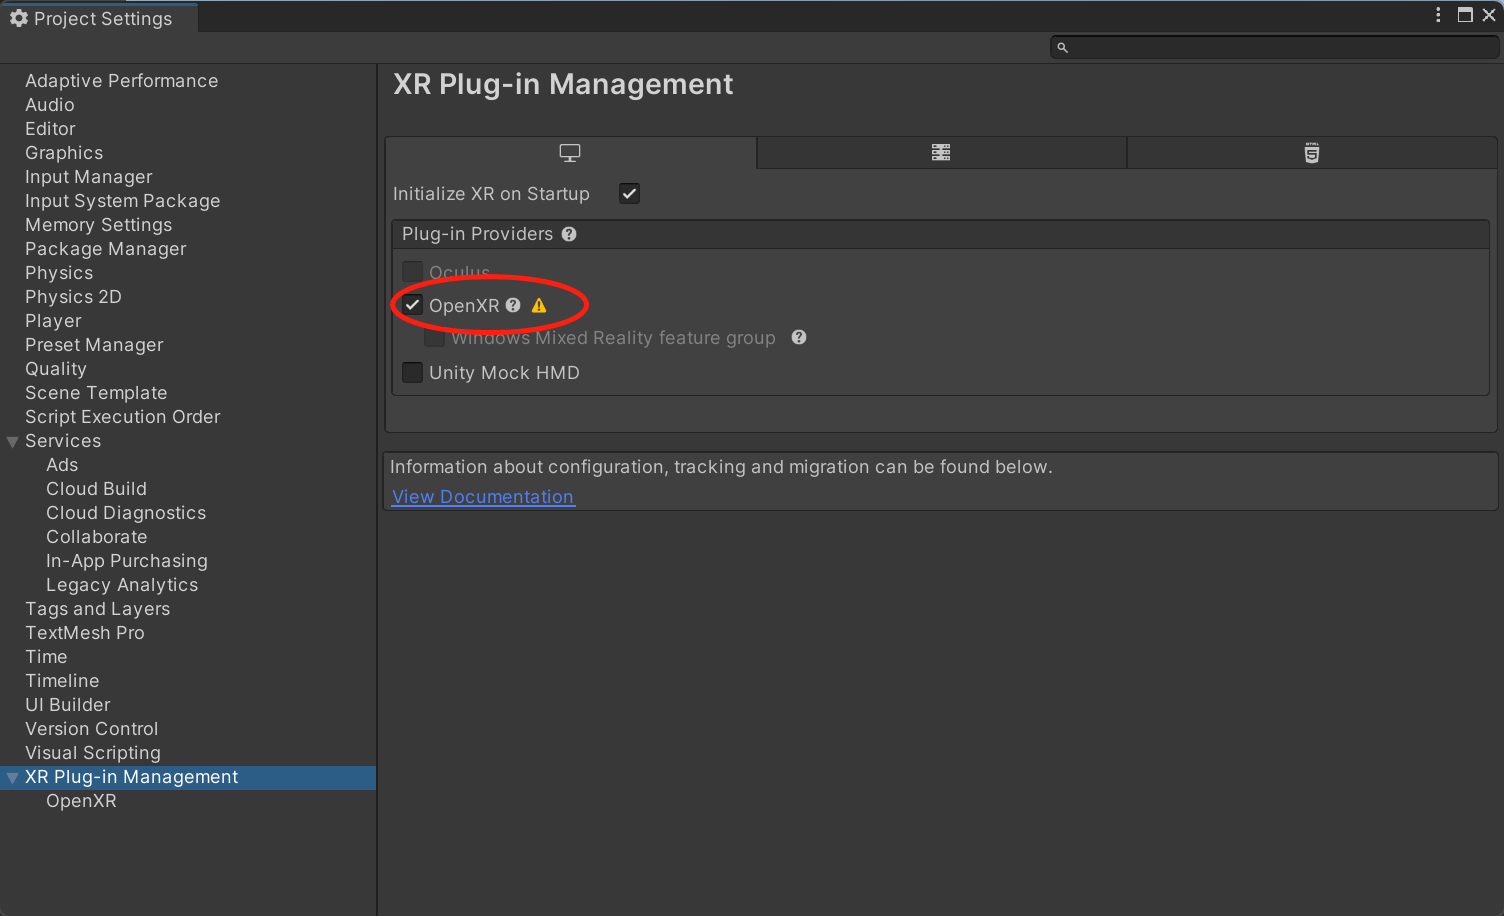 Project Settings
Adaptive Performance
Audio
Editor
Graphics
Input Manager
Input System Package
Memory Settings
Package Manager
Physics
Physics 2D
Player
Preset Manager
Quality
Scene Template
Script Execution Order
Services
Ads
Cloud Build
Cloud Diagnostics
Collaborate
In-App Purchasing
Legacy Analytics
Tags and Layers
TextMesh Pro
Time
Timeline
UI Builder
Version Control
Visual Scripting
XR Plug-in Management
OpenXR
XR Plug-in Management
HTML
5
Initialize XR on Startup
Plug-in Providers ?
Oculus
OpenXR ?
Windows Mixed Reality feature group ?
Unity Mock HMD
Information about configuration, tracking and migration can be found below.
View Documentation